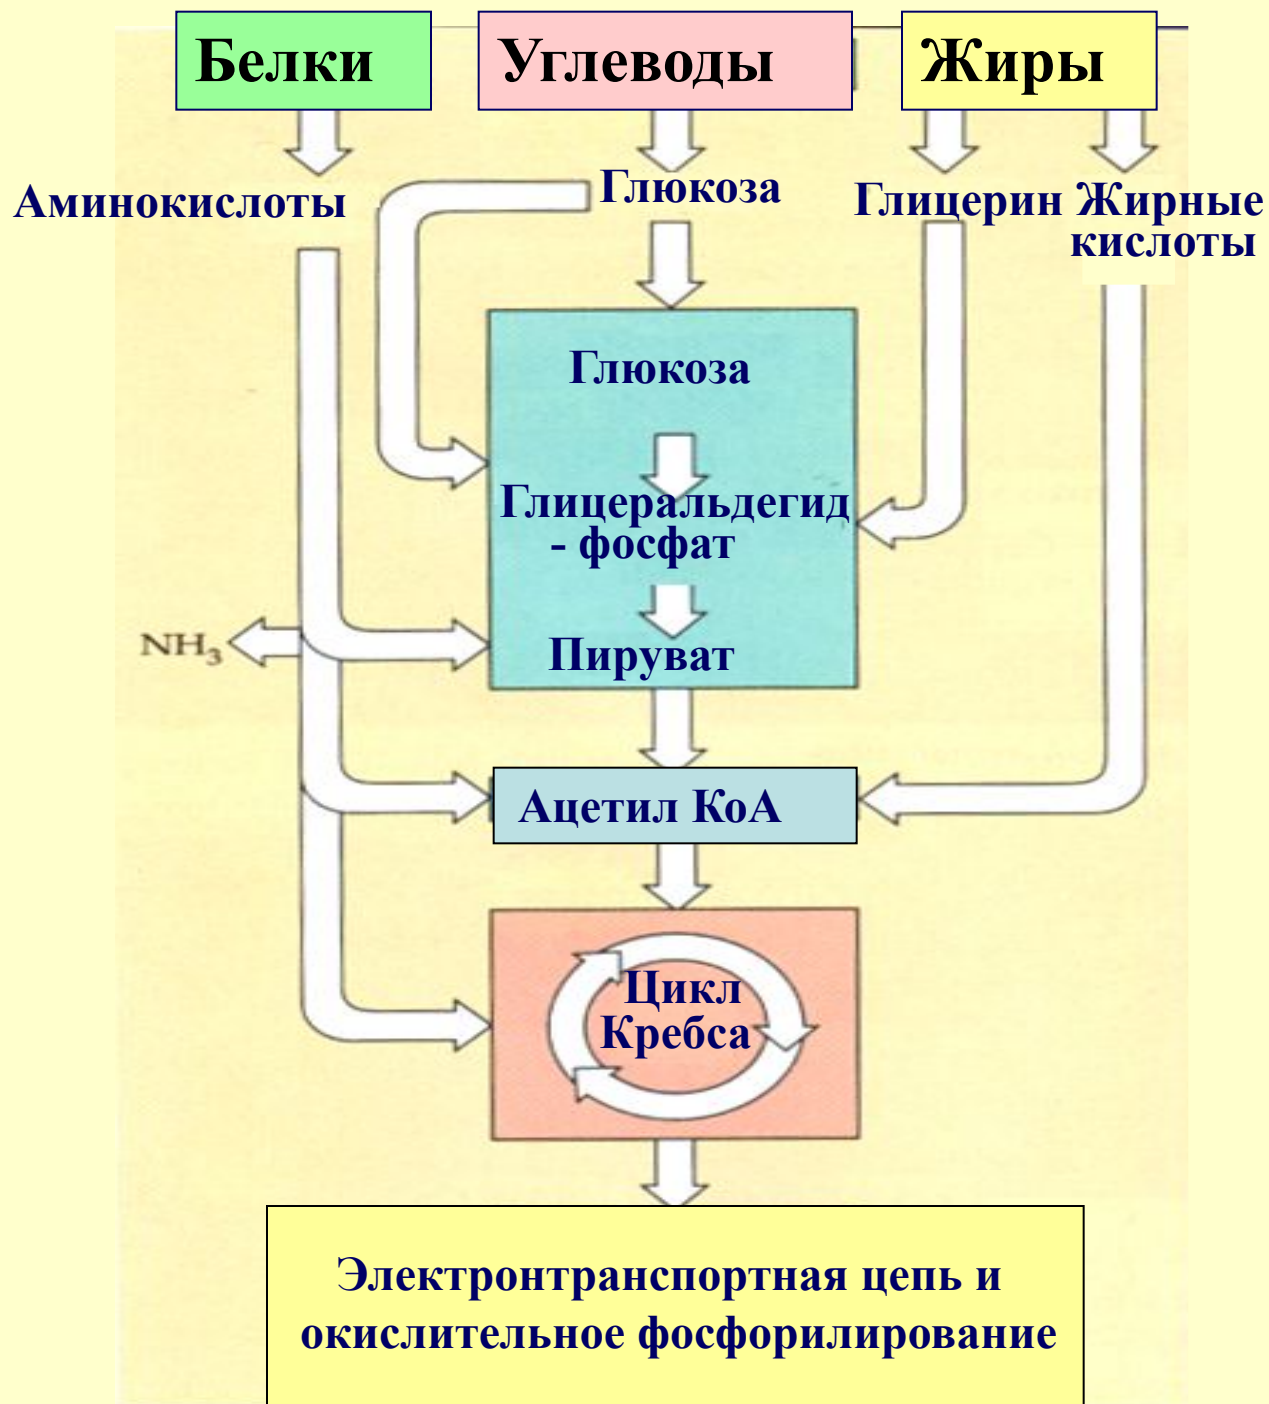 Белки
Углеводы
Жиры
Аминокислоты
Глюкоза
Глицерин Жирные
кислоты
Глюкоза
Глицеральдегид
- фосфат
NH₃
Пируват
Ацетил КоА
Цикл
Кребса
Электронтранспортная цепь и
окислительное фосфорилирование